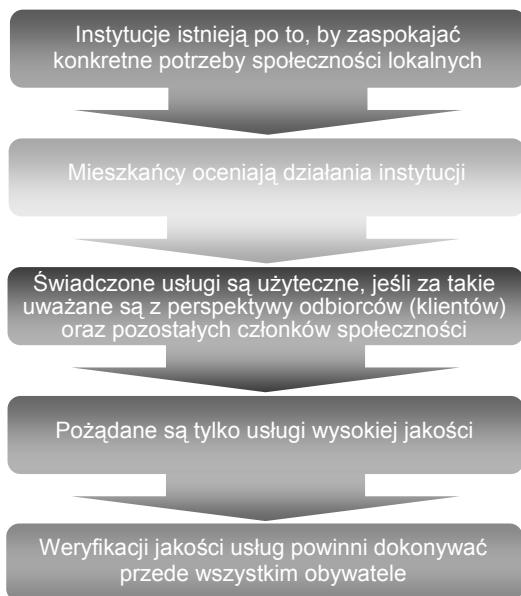 Instytucje istnieją po to, by zaspokajać
konkretne potrzeby społeczności lokalnych
Mieszkańcy oceniają działania instytucji
Świadczone usługi są użyteczne, jeśli za takie
uważane są z perspektywy odbiorców (klientów)
oraz pozostałych członków społeczności
Pożądane są tylko usługi wysokiej jakości
Weryfikacji jakości usług powinni dokonywać
przede wszystkim obywatele